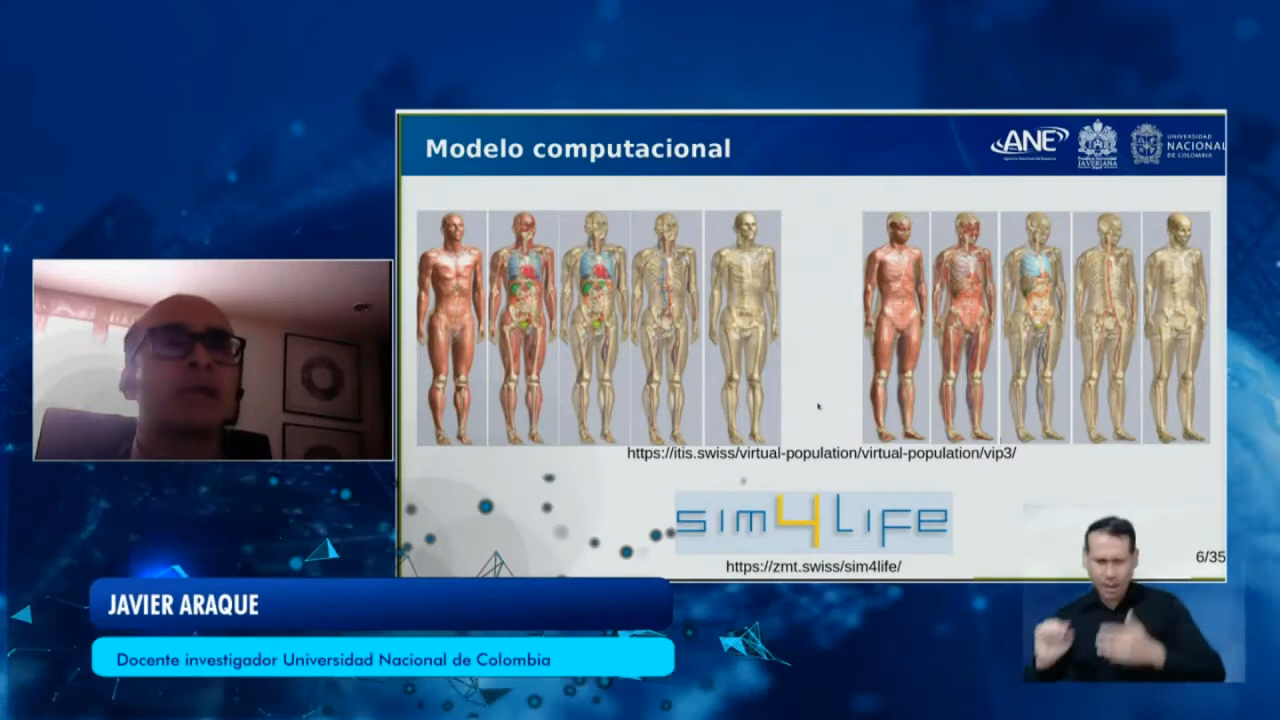 Modelo computacional
ANE
JAVERIANA
UNIVERSIDAD
NACIONAL
DE COLOMBIA
https://itis.swiss/virtual-population/virtual-population/vip3/
sim4life
https://zmt.swiss/sim4life/
6/35
JAVIER ARAQUE
Docente investigador Universidad Nacional de Colombia